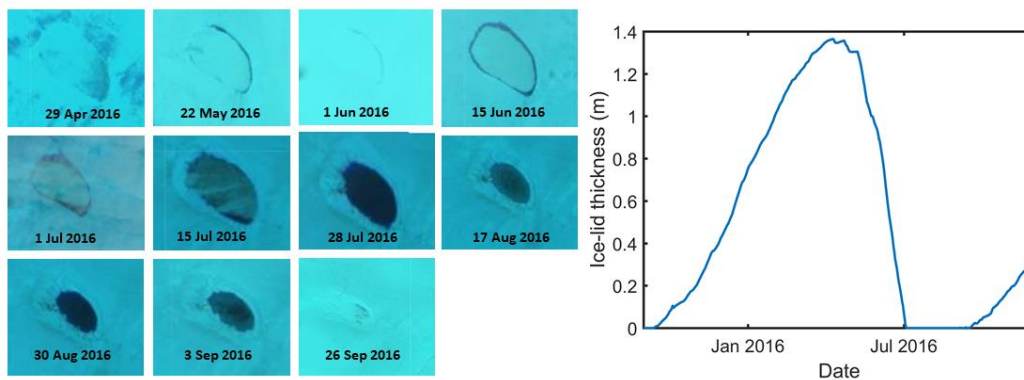 29 Apr 2016
22 May 2016
1 Jun 2016
15 Jun 2016
1 Jul 2016
15 Jul 2016
28 Jul 2016
17 Aug 2016
30 Aug 2016
3 Sep 2016
26 Sep 2016
Ice-lid thickness (m)
1.4
1.2
1
0.8
0.6
0.4
0.2
0
Jan 2016
Jul 2016
Date